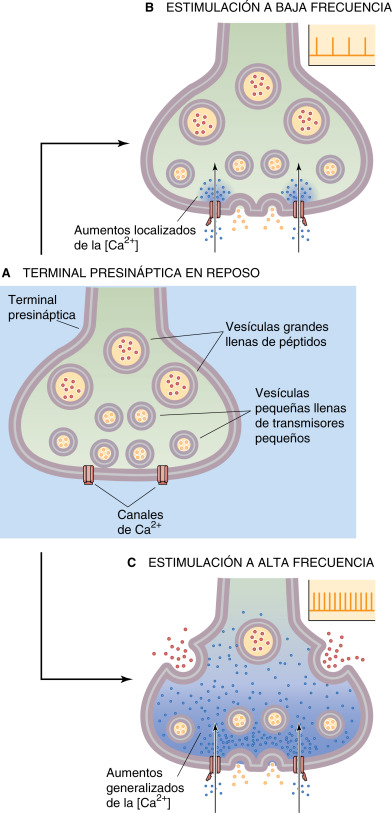 B ESTIMULACIÓN A BAJA FRECUENCIA
Aumentos localizados
de la [Ca2+]
A TERMINAL PRESINÁPTICA EN REPOSO
Terminal
presináptica
Vesículas grandes
llenas de péptidos
Vesículas
pequeñas llenas
de transmisores
pequeños
Canales
de Ca2+
C ESTIMULACIÓN A ALTA FRECUENCIA
Aumentos
generalizados
de la [Ca2+]